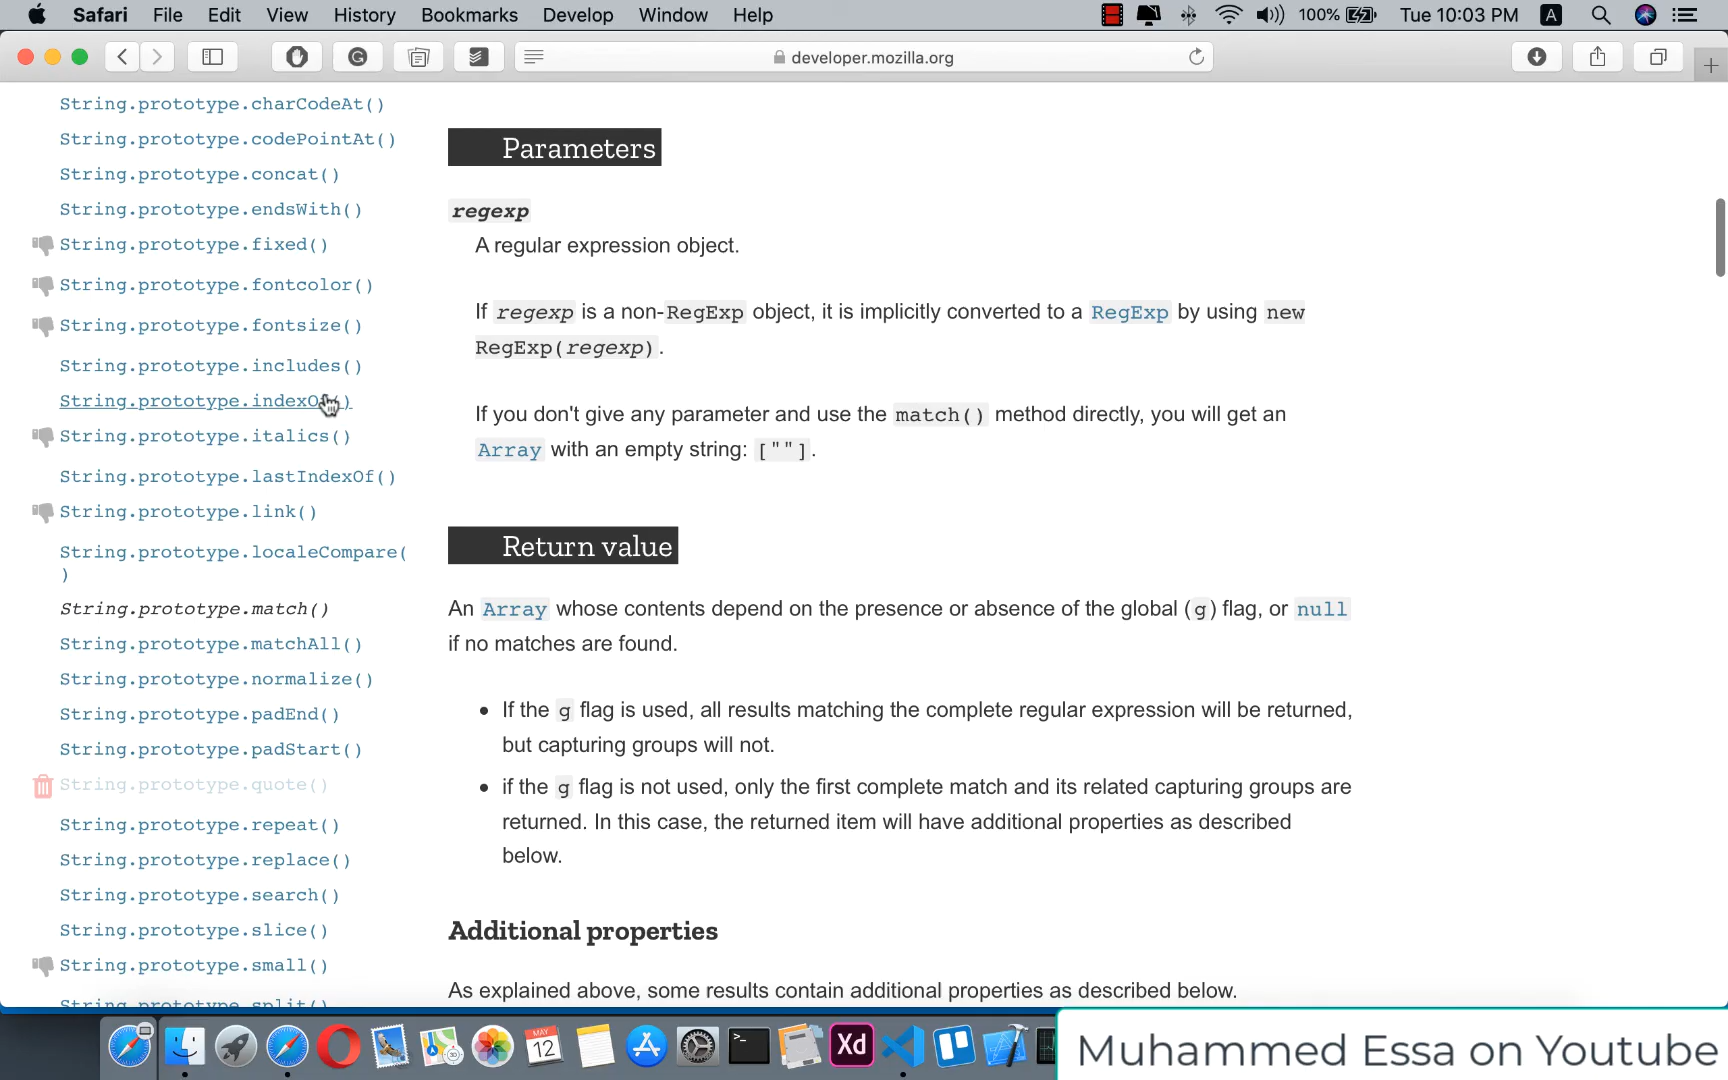 Safari File Edit View History Bookmarks Develop Window Help 100% Tue 10:03 PM A
developer.mozilla.org
String.prototype.charCodeAt()
String.prototype.codePointAt()
String.prototype.concat()
String.prototype.endsWith()
String.prototype.fixed()
String.prototype.fontcolor()
String.prototype.fontsize()
String.prototype.includes()
String.prototype.indexOf()
String.prototype.italics()
String.prototype.lastIndexOf()
String.prototype.link()
String.prototype.localeCompare(
)
String.prototype.match()
String.prototype.matchAll()
String.prototype.normalize()
String.prototype.padEnd()
String.prototype.padStart()
String.prototype.quote()
String.prototype.repeat()
String.prototype.replace()
String.prototype.search()
String.prototype.slice()
String.prototype.small()
String.prototype.split()
Parameters
regexp
A regular expression object.
If regexp is a non-RegExp object, it is implicitly converted to a RegExp by using new
RegExp(regexp).
If you don't give any parameter and use the match() method directly, you will get an
Array with an empty string: [""].
Return value
An Array whose contents depend on the presence or absence of the global (g) flag, or null
if no matches are found.
• If the g flag is used, all results matching the complete regular expression will be returned,
but capturing groups will not.
• if the g flag is not used, only the first complete match and its related capturing groups are
returned. In this case, the returned item will have additional properties as described
below.
Additional properties
As explained above, some results contain additional properties as described below.
MAY
12
Xd
Muhammed Essa on Youtube